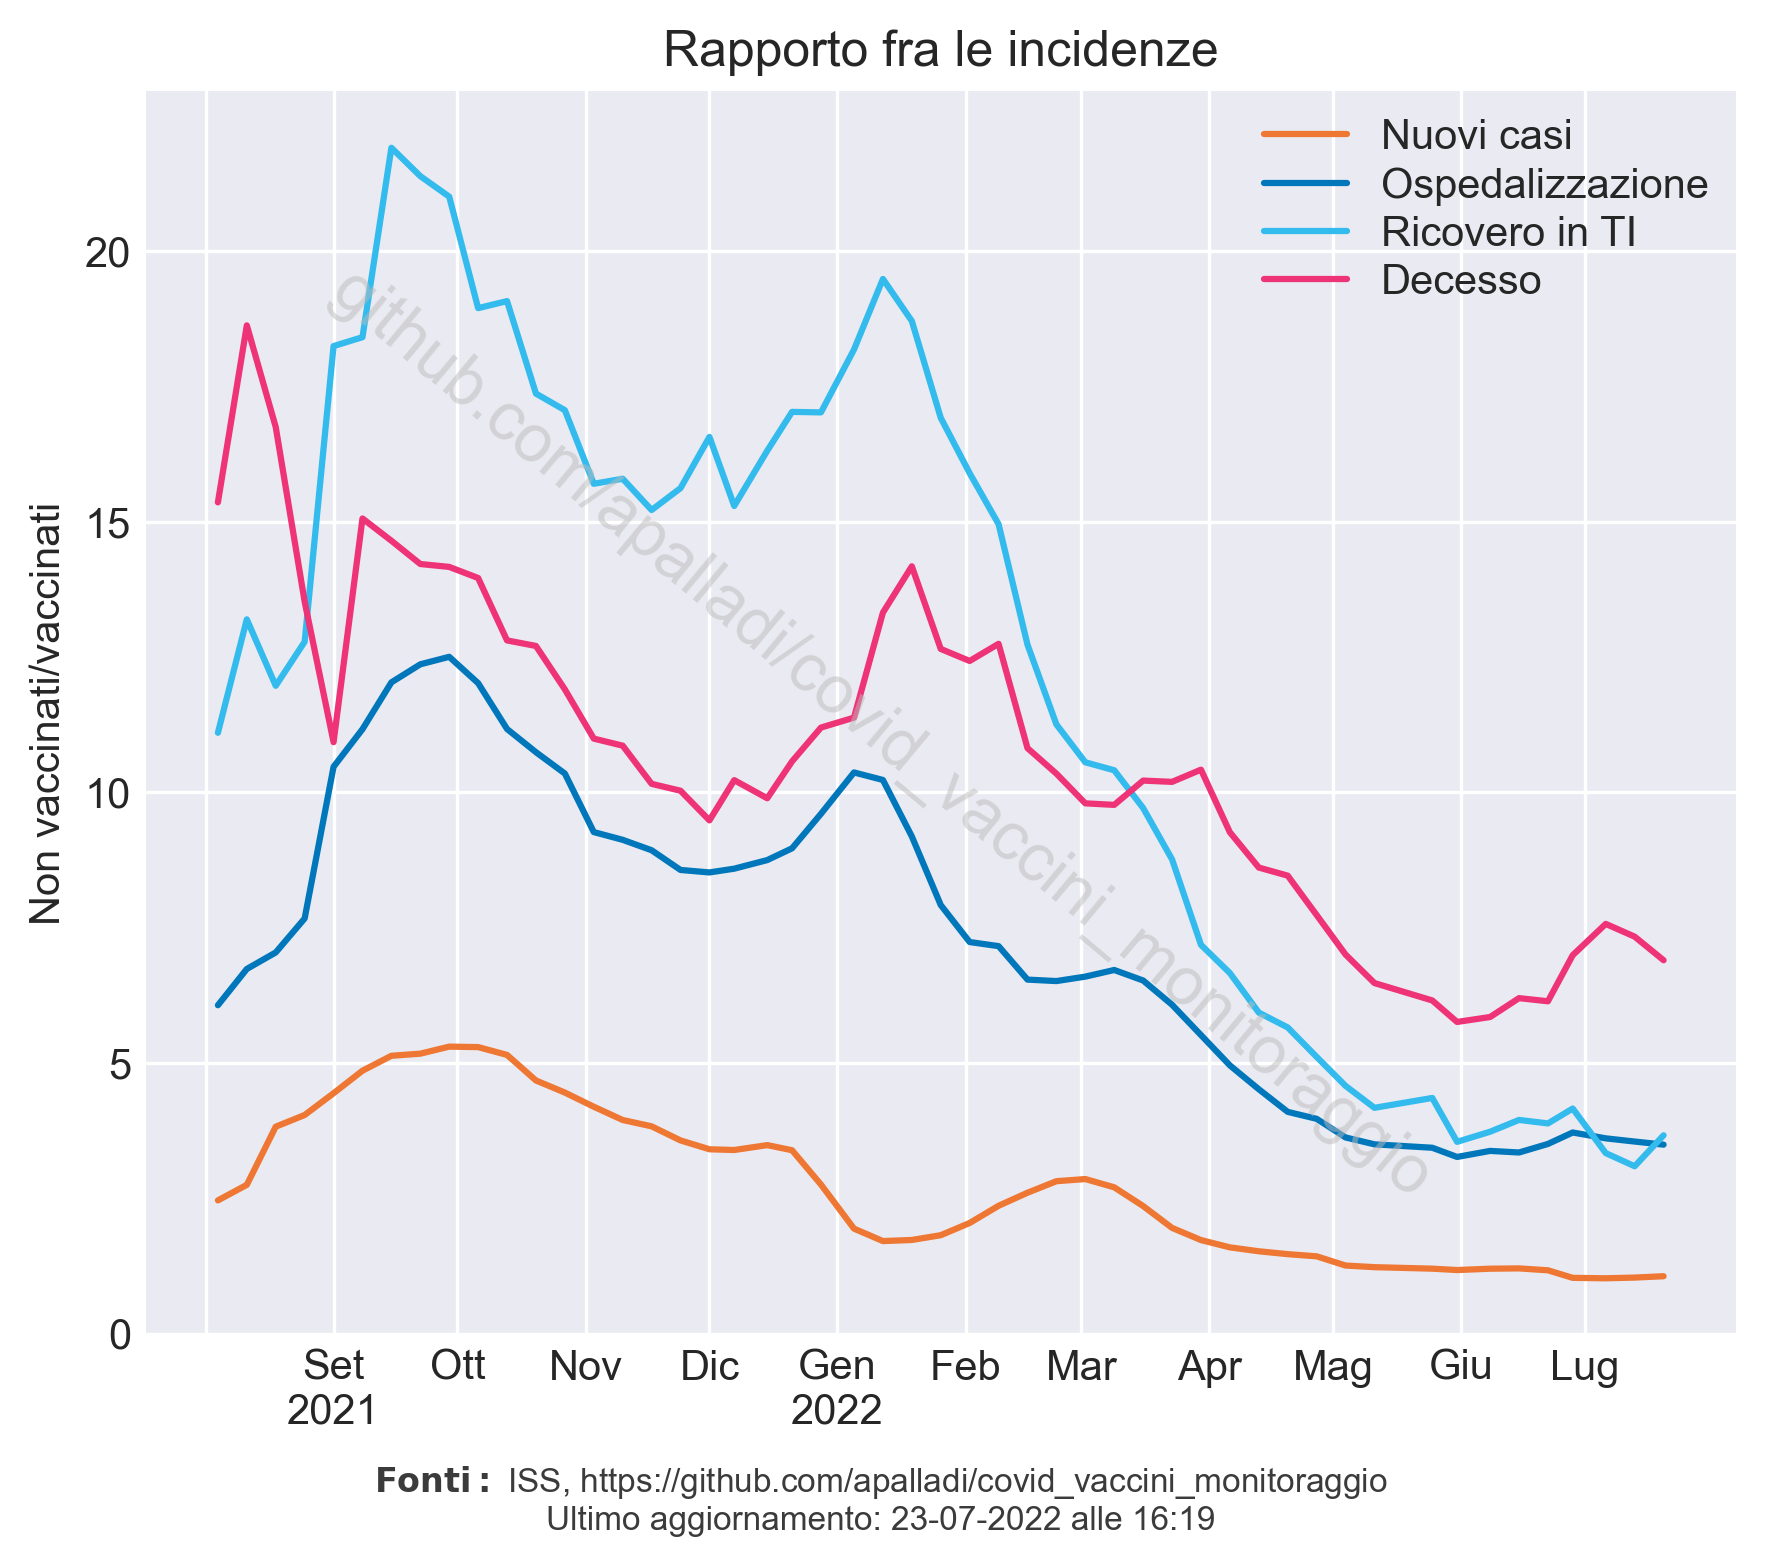 Rapporto fra le incidenze
Nuovi casi
Ospedalizzazione
Ricovero in TI
Decesso
Non vaccinati/vaccinati
20
15
10
5
0
github.com/apalladi/covid_vaccini_monitoraggio
Set Ott Nov Dic Gen Feb Mar Apr Mag Giu Lug
2021 2022
Fonti: ISS, https://github.com/apalladi/covid_vaccini_monitoraggio
Ultimo aggiornamento: 23-07-2022 alle 16:19